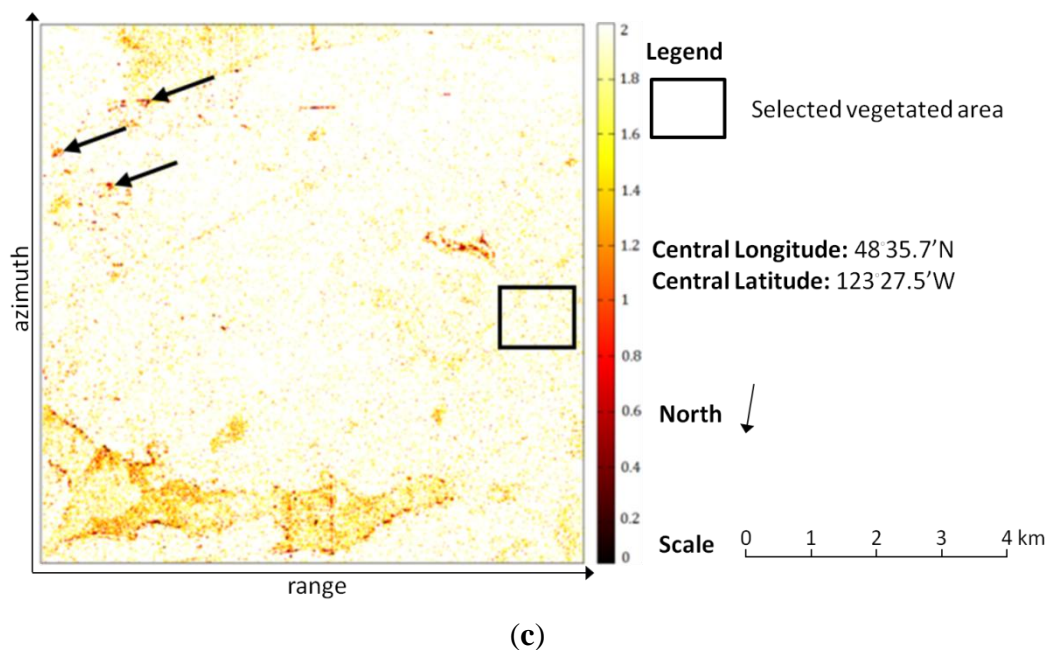 azimuth
range
2
1.8
1.6
1.4
1.2
1
0.8
0.6
0.4
0.2
0
Legend
Selected vegetated area
Central Longitude: 48°35.7’N
Central Latitude: 123°27.5’W
North
Scale
0 1 2 3 4 km
(c)